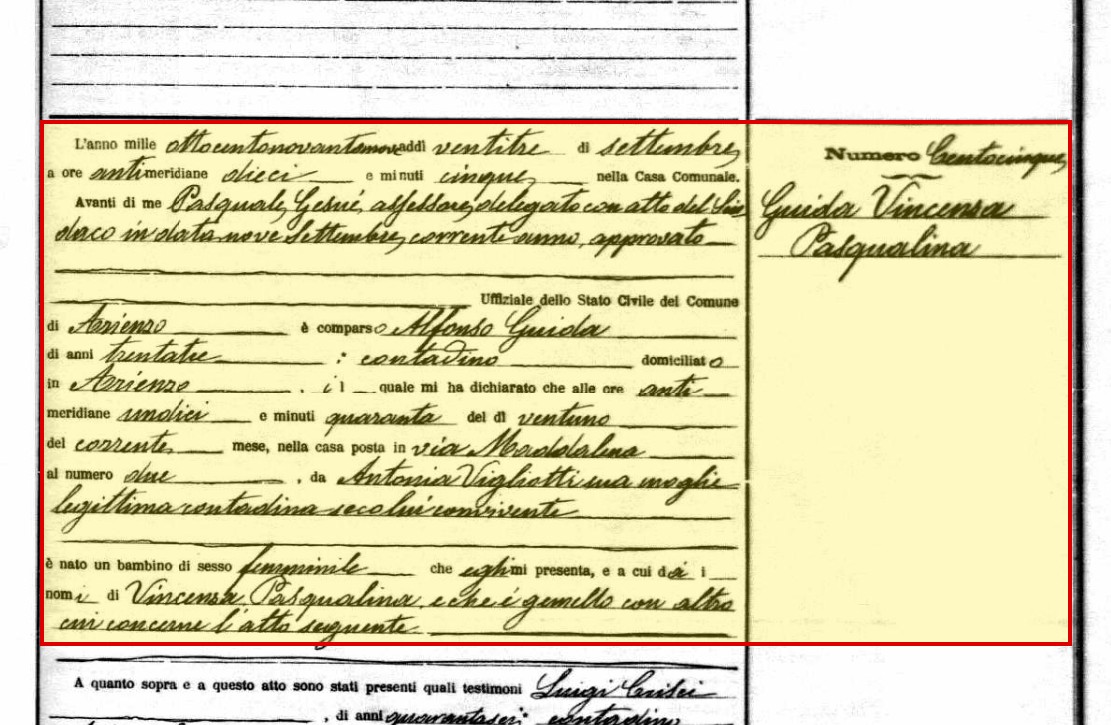 L'anno mille ottocentonovantanove addì ventitre di settembre,
a ore antimeridiane dieci e minuti cinque, nella Casa Comunale.
Avanti di me Pasquale Gesué, assessore delegato con atto del Sin
daco in data nove Settembre, corrente anno, approvato
Uffiziale dello Stato Civile del Comune
di Arienzo è comparso Alfonso Guida
di anni trentatre ; contadino domiciliato
in Arienzo , il quale mi ha dichiarato che alle ore anti
meridiane undici e minuti quaranta del dì ventuno
del corrente mese, nella casa posta in via Maddalena
al numero due , da Antonia Vigliotti sua moglie
legittima contadina seco lui convivente
è nato un bambino di sesso femminile che egli mi presenta, e a cui dà i
nomi di Vincenza Pasqualina, e che é gemello con altro
cui concerne l'atto seguente.
Numero Centocinque,
Guida Vincenza
Pasqualina
A quanto sopra e a questo atto sono stati presenti quali testimoni Luigi Crisci
, di anni quarantasei contadino